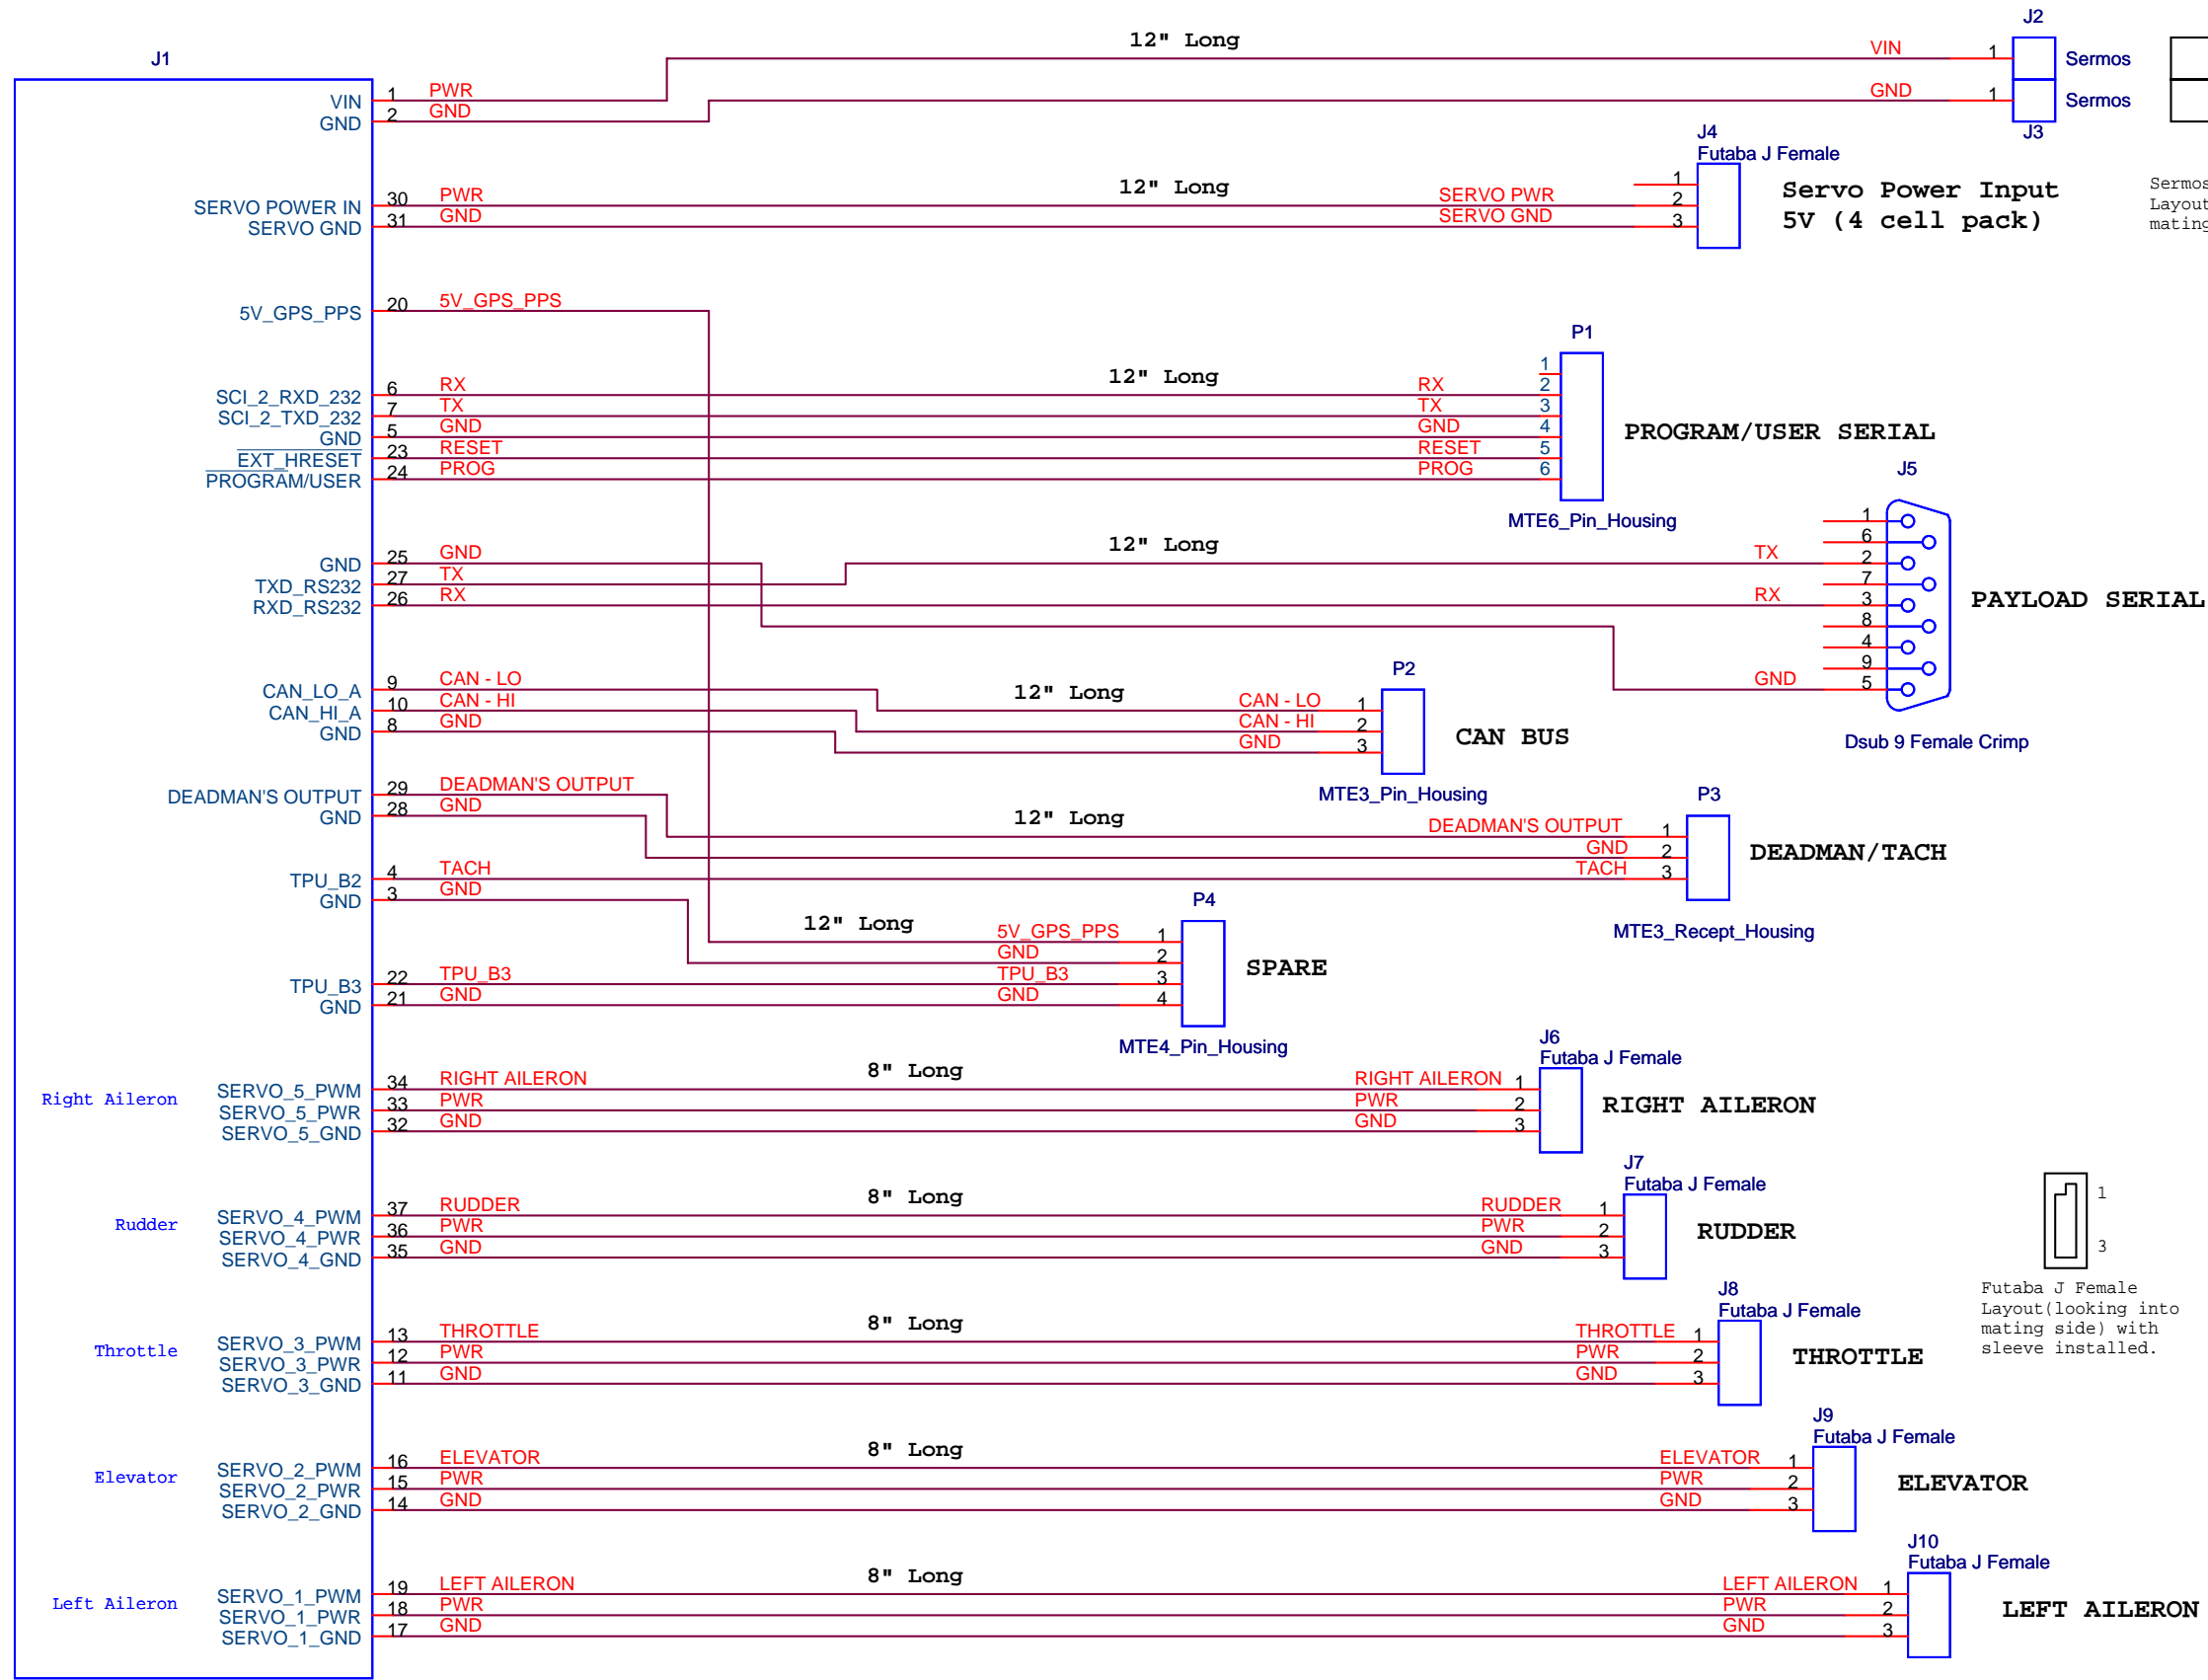 J1
12" Long
J2
VIN 1 PWR VIN 1 Sermos
GND 2 GND GND 1 Sermos
J3
J4
Futaba J Female
SERVO POWER IN 30 PWR 12" Long SERVO PWR 1 2
SERVO GND 31 GND SERVO GND 3
Servo Power Input
5V (4 cell pack)
Layout
5V_GPS_PPS 20 5V_GPS_PPS
P1
12" Long
1
SCI_2_RXD_232 6 RX RX 2
SCI_2_TXD_232 7 TX TX 3
GND 5 GND GND 4
EXT_HRESET 23 RESET RESET 5
PROGRAM/USER 24 PROG PROG 6
PROGRAM/USER SERIAL
MTE6_Pin_Housing
J5
12" Long
GND 25 GND
TXD_RS232 27 TX TX
RXD_RS232 26 RX RX
GND
1
6
2
7
3
8
4
9
5
PAYLOAD SERIAL
Dsub 9 Female Crimp
P2
12" Long
CAN_LO_A 9 CAN - LO CAN - LO 1
CAN_HI_A 10 CAN - HI CAN - HI 2
GND 8 GND GND 3
CAN BUS
MTE3_Pin_Housing
P3
12" Long
DEADMAN'S OUTPUT 29 DEADMAN'S OUTPUT DEADMAN'S OUTPUT 1
GND 28 GND GND 2
TPU_B2 4 TACH TACH 3
GND 3 GND
DEADMAN/TACH
MTE3_Recept_Housing
P4
12" Long
5V_GPS_PPS 1
GND 2
TPU_B3 22 TPU_B3 TPU_B3 3
GND 21 GND GND 4
SPARE
MTE4_Pin_Housing
J6
Futaba J Female
8" Long
Right Aileron
SERVO_5_PWM 34 RIGHT AILERON RIGHT AILERON 1
SERVO_5_PWR 33 PWR PWR 2
SERVO_5_GND 32 GND GND 3
RIGHT AILERON
J7
Futaba J Female
8" Long
Rudder
SERVO_4_PWM 37 RUDDER RUDDER 1
SERVO_4_PWR 36 PWR PWR 2
SERVO_4_GND 35 GND GND 3
RUDDER
1
3
Futaba J Female
Layout(looking into
mating side) with
sleeve installed.
J8
Futaba J Female
8" Long
Throttle
SERVO_3_PWM 13 THROTTLE THROTTLE 1
SERVO_3_PWR 12 PWR PWR 2
SERVO_3_GND 11 GND GND 3
THROTTLE
J9
Futaba J Female
8" Long
Elevator
SERVO_2_PWM 16 ELEVATOR ELEVATOR 1
SERVO_2_PWR 15 PWR PWR 2
SERVO_2_GND 14 GND GND 3
ELEVATOR
J10
Futaba J Female
8" Long
Left Aileron
SERVO_1_PWM 19 LEFT AILERON LEFT AILERON 1
SERVO_1_PWR 18 PWR PWR 2
SERVO_1_GND 17 GND GND 3
LEFT AILERON